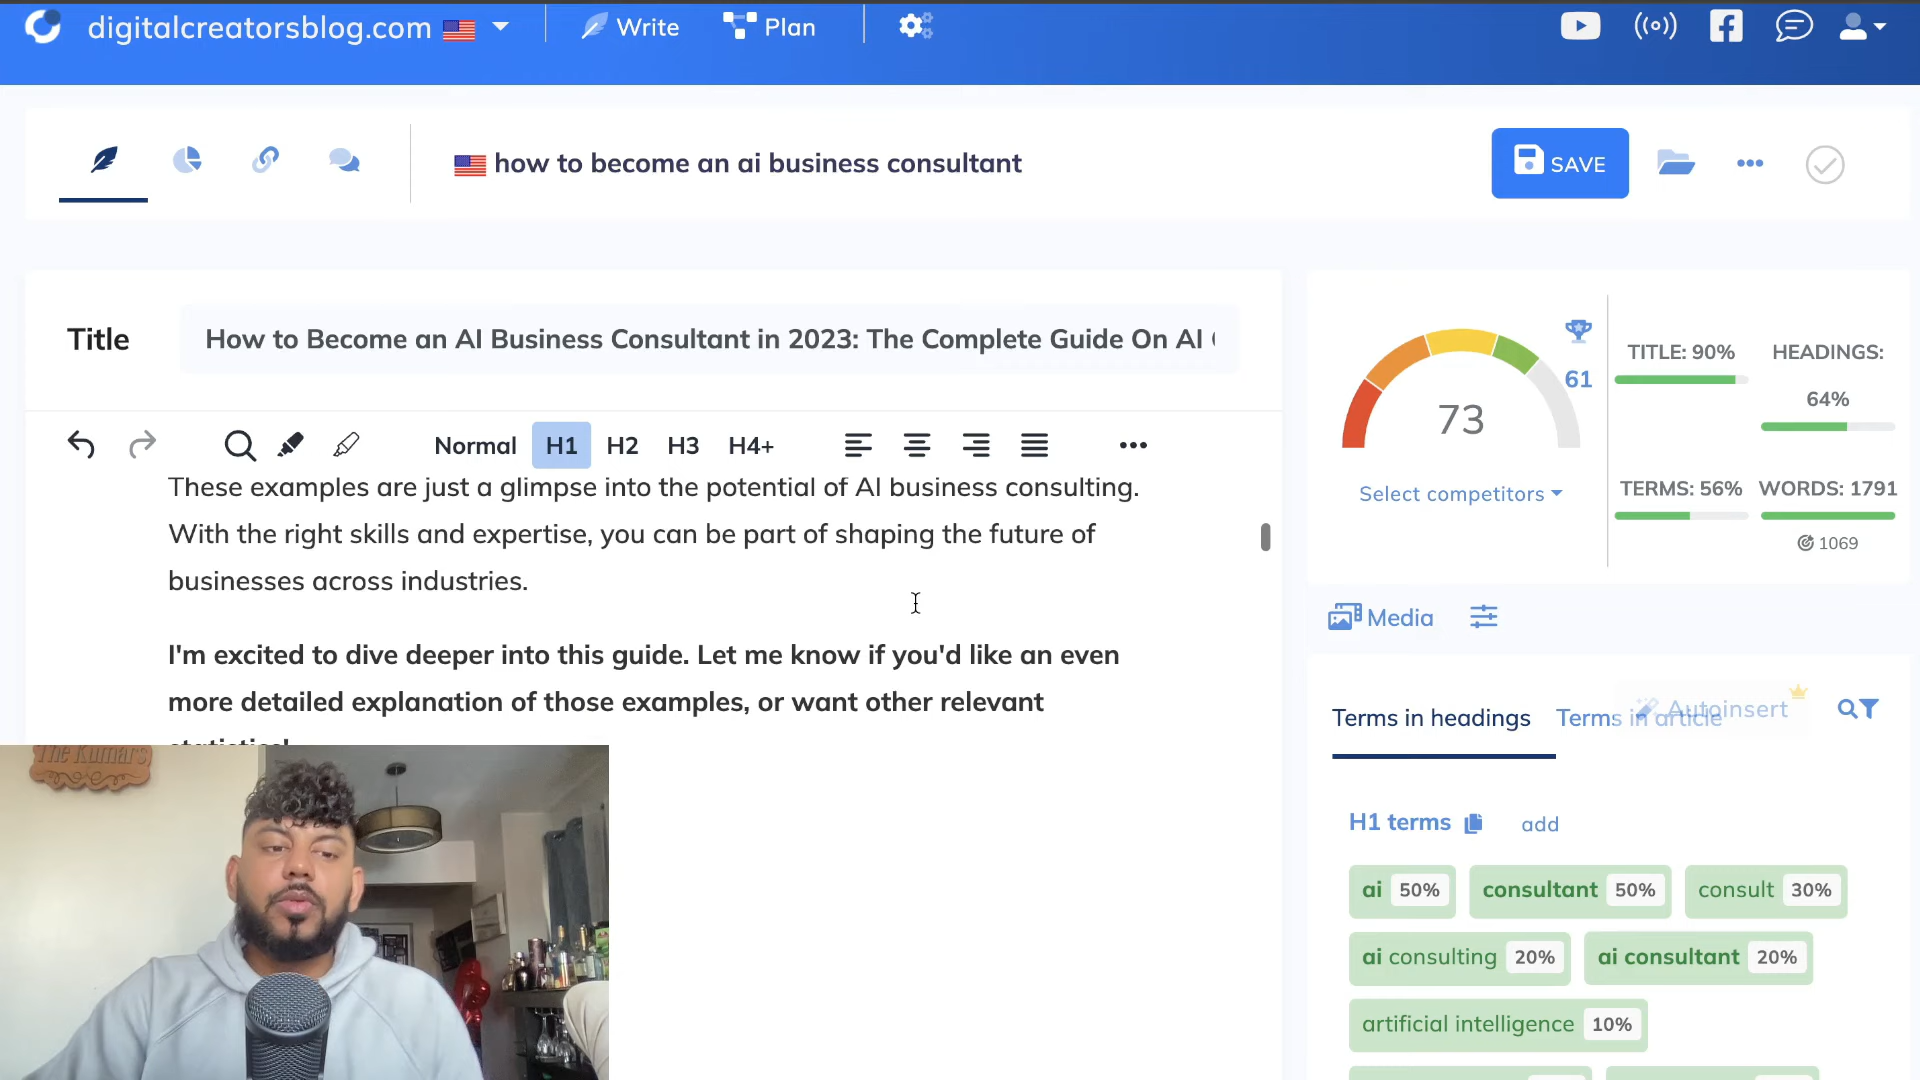 digitalcreatorsblog.com
Write
Plan
how to become an ai business consultant
SAVE
Title
How to Become an AI Business Consultant in 2023: The Complete Guide On AI
Normal H1 H2 H3 H4+
These examples are just a glimpse into the potential of AI business consulting.
With the right skills and expertise, you can be part of shaping the future of
businesses across industries.
I'm excited to dive deeper into this guide. Let me know if you'd like an even
more detailed explanation of those examples, or want other relevant
The Kumars
73
61
Select competitors
TITLE: 90%
HEADINGS:
64%
TERMS: 56%
WORDS: 1791
1069
Media
Terms in headings
Terms in article
Autoinsert
H1 terms
add
ai 50%
consultant 50%
consult 30%
ai consulting 20%
ai consultant 20%
artificial intelligence 10%